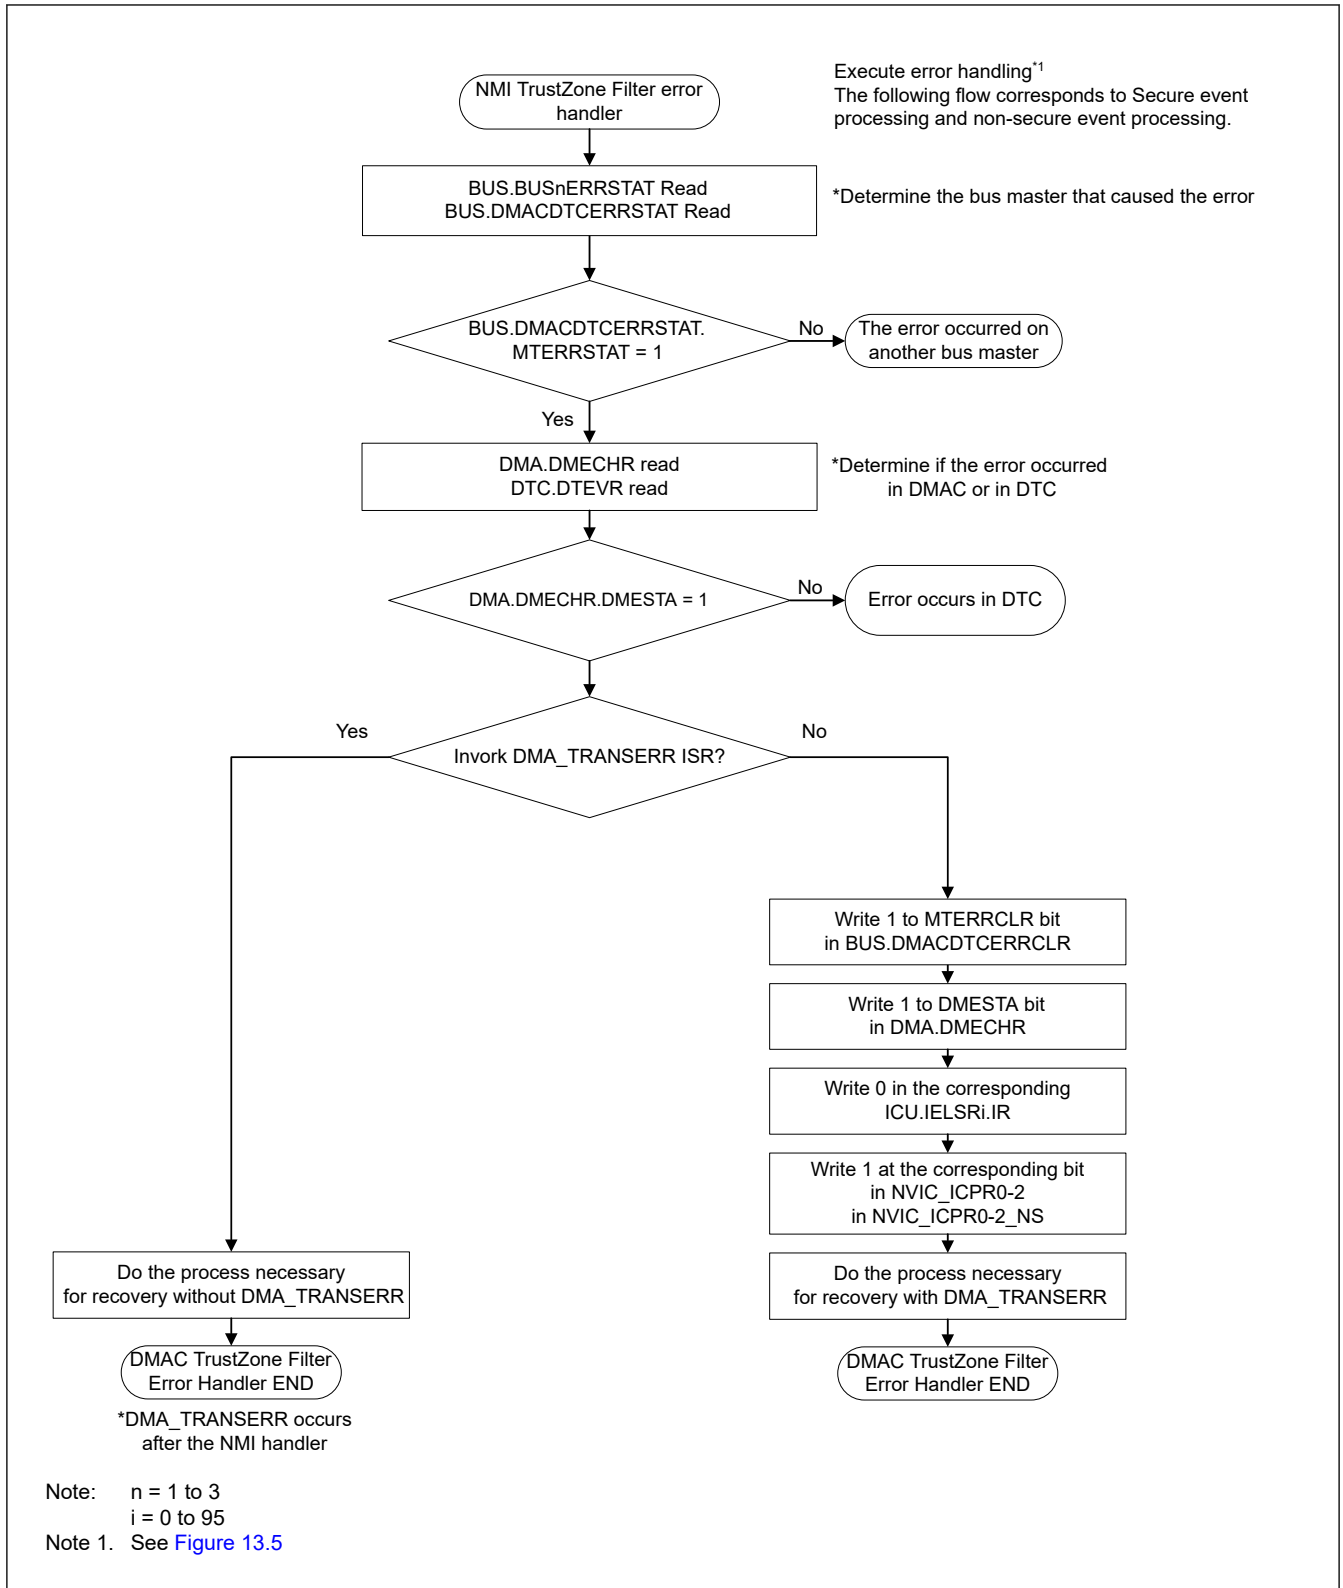 NMI TrustZone Filter error
handler
Execute error handling*1
The following flow corresponds to Secure event
processing and non-secure event processing.
BUS.BUSnERRSTAT Read
BUS.DMACDTCERRSTAT Read
*Determine the bus master that caused the error
BUS.DMACDTCERRSTAT.
MTERRSTAT = 1
No
The error occurred on
another bus master
Yes
DMA.DMECHR read
DTC.DTEVR read
*Determine if the error occurred
in DMAC or in DTC
DMA.DMECHR.DMESTA = 1
No
Error occurs in DTC
Yes
Invork DMA_TRANSERR ISR?
No
Write 1 to MTERRCLR bit
in BUS.DMACDTCERRCLR
Write 1 to DMESTA bit
in DMA.DMECHR
Write 0 in the corresponding
ICU.IELSRi.IR
Write 1 at the corresponding bit
in NVIC_ICPR0-2
in NVIC_ICPR0-2_NS
Do the process necessary
for recovery without DMA_TRANSERR
Do the process necessary
for recovery with DMA_TRANSERR
DMAC TrustZone Filter
Error Handler END
DMAC TrustZone Filter
Error Handler END
*DMA_TRANSERR occurs
after the NMI handler
Note: n = 1 to 3
i = 0 to 95
Note 1. See Figure 13.5